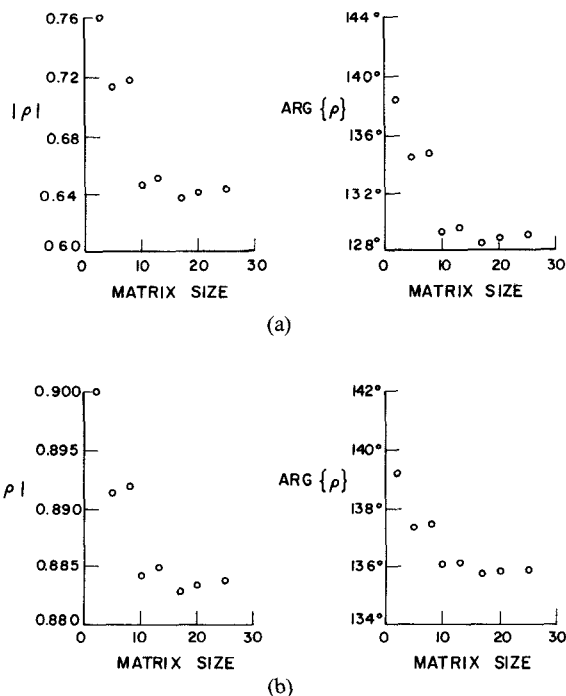 0.76
0.72
|ρ|
0.68
0.64
0.60
0 10 20 30
MATRIX SIZE
144°
140°
ARG {ρ}
136°
132°
128°
0 10 20 30
MATRIX SIZE
(a)
0.900
0.895
ρ|
0.890
0.885
0.880
0 10 20 30
MATRIX SIZE
142°
140°
ARG {ρ}
138°
136°
134°
0 10 20 30
MATRIX SIZE
(b)